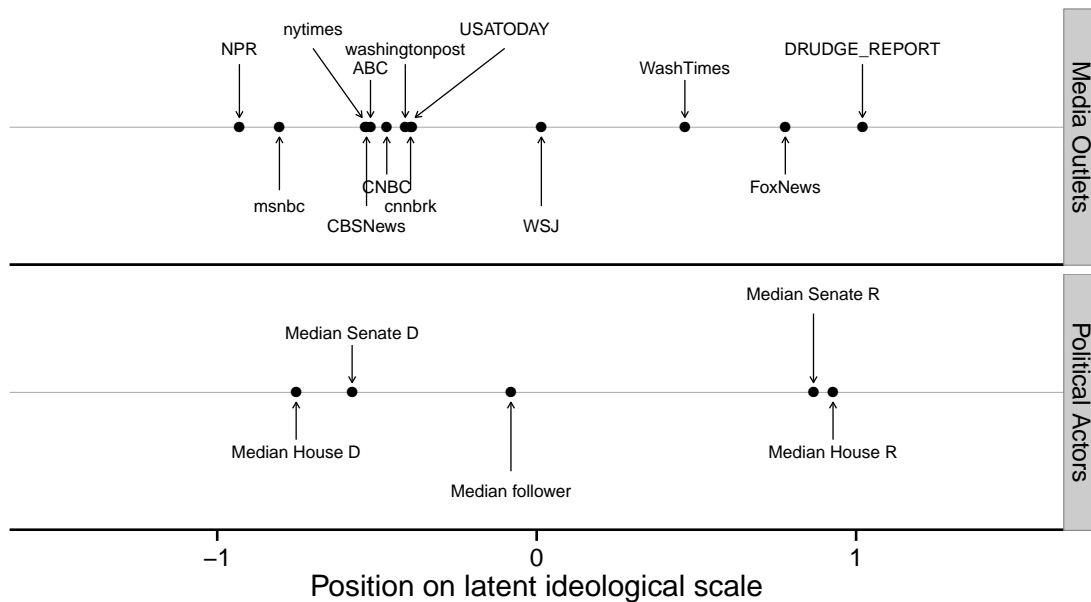 nytimes
USATODAY
NPR
washingtonpost
DRUDGE_REPORT
ABC
WashTimes
CNBC
FoxNews
msnbc
cnnbrk
CBSNews
WSJ
Media Outlets
Median Senate R
Median Senate D
Median House D
Median House R
Median follower
Political Actors
−1
0
1
Position on latent ideological scale